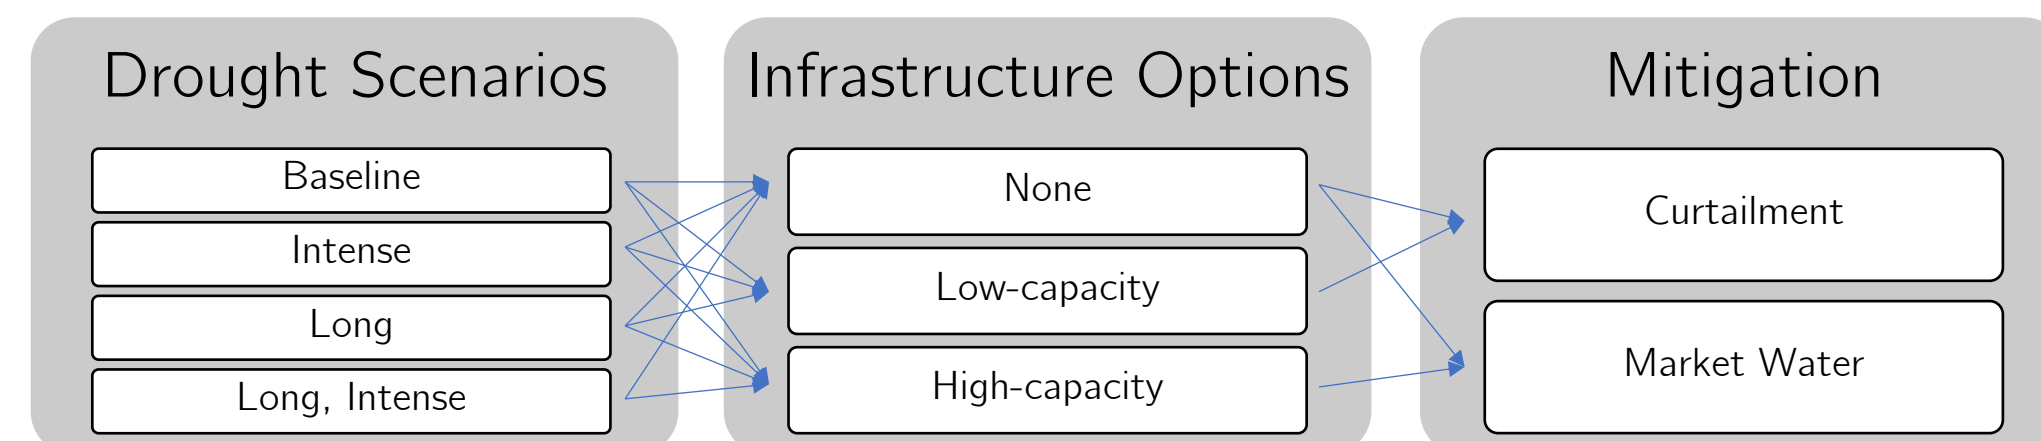 Drought Scenarios
Baseline
Intense
Long
Long, Intense
Infrastructure Options
None
Low-capacity
High-capacity
Mitigation
Curtailment
Market Water